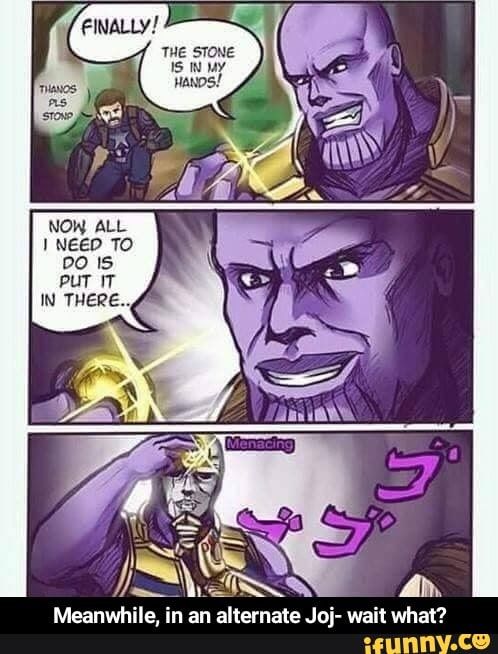 FINALLY!
THE STONE
IS IN MY
HANDS!
THANOS
PLS
STONP
NOW ALL
I NEED TO
DO IS
PUT IT
IN THERE..
Menacing
ゴ
ゴ
ゴ
Meanwhile, in an alternate Joj- wait what?
ifunny.co